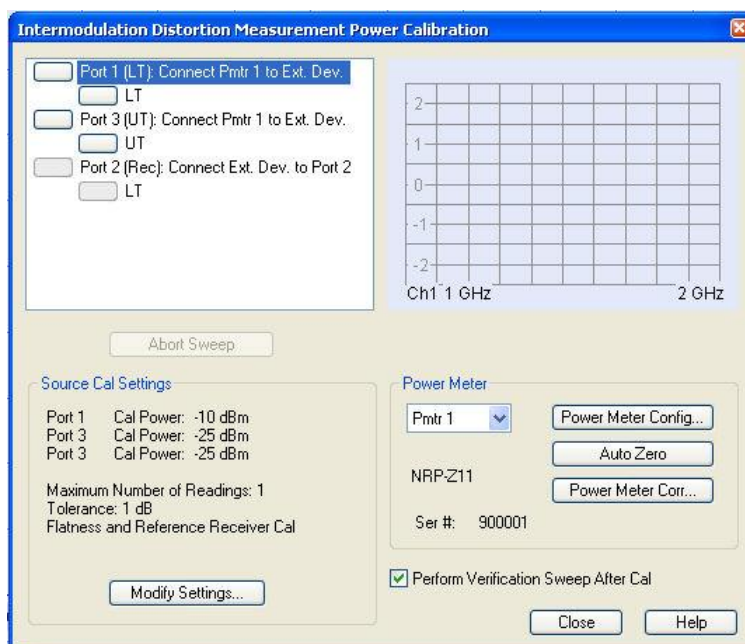 Intermodulation Distortion Measurement Power Calibration
Port 1 (LT): Connect Pmtr 1 to Ext. Dev.
LT
Port 3 (UT): Connect Pmtr 1 to Ext. Dev.
UT
Port 2 (Rec): Connect Ext. Dev. to Port 2
LT
2
1
0
-1
-2
Ch1 1 GHz 2 GHz
Abort Sweep
Source Cal Settings
Port 1 Cal Power: -10 dBm
Port 3 Cal Power: -25 dBm
Port 3 Cal Power: -25 dBm
Maximum Number of Readings: 1
Tolerance: 1 dB
Flatness and Reference Receiver Cal
Modify Settings...
Power Meter
Pmtr 1
Power Meter Config...
Auto Zero
NRP-Z11
Power Meter Corr...
Ser #: 900001
Perform Verification Sweep After Cal
Close Help